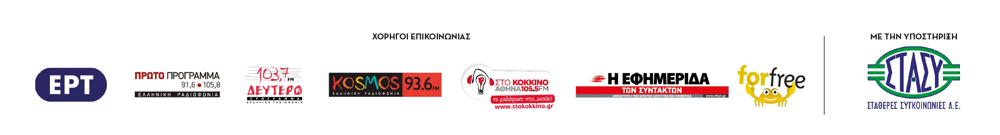 ΧΟΡΗΓΟΙ ΕΠΙΚΟΙΝΩΝΙΑΣ
ΕΡΤ
ΠΡΩΤΟ ΠΡΟΓΡΑΜΜΑ
91,6 • 105,8
ΕΛΛΗΝΙΚΗ ΡΑΔΙΟΦΩΝΙΑ
103,7 FM
ΔΕΥΤΕΡΟ
ΠΡΟΓΡΑΜΜΑ
ΕΛΛΗΝΙΚΗ ΡΑΔΙΟΦΩΝΙΑ
KOSMOS 93.6 FM
ΕΛΛΗΝΙΚΗ ΡΑΔΙΟΦΩΝΙΑ
ΣΤΟ ΚΟΚΚΙΝΟ
ΑΘΗΝΑ 105.5FM
το ραδιόφωνο που...ακούει!
www.stokokkino.gr
Η ΕΦΗΜΕΡΙΔΑ
ΤΩΝ ΣΥΝΤΑΚΤΩΝ
ΑΝΕΞΑΡΤΗΤΗ ΣΥΝΕΤΑΙΡΙΣΤΙΚΗ ΑΠΟΓΕΥΜΑΤΙΝΗ ΕΦΗΜΕΡΙΔΑ www.efsyn.gr
forfree
ΜΕ ΤΗΝ ΥΠΟΣΤΗΡΙΞΗ
ΣΤΑΣΥ
ΣΤΑΘΕΡΕΣ ΣΥΓΚΟΙΝΩΝΙΕΣ Α.Ε.